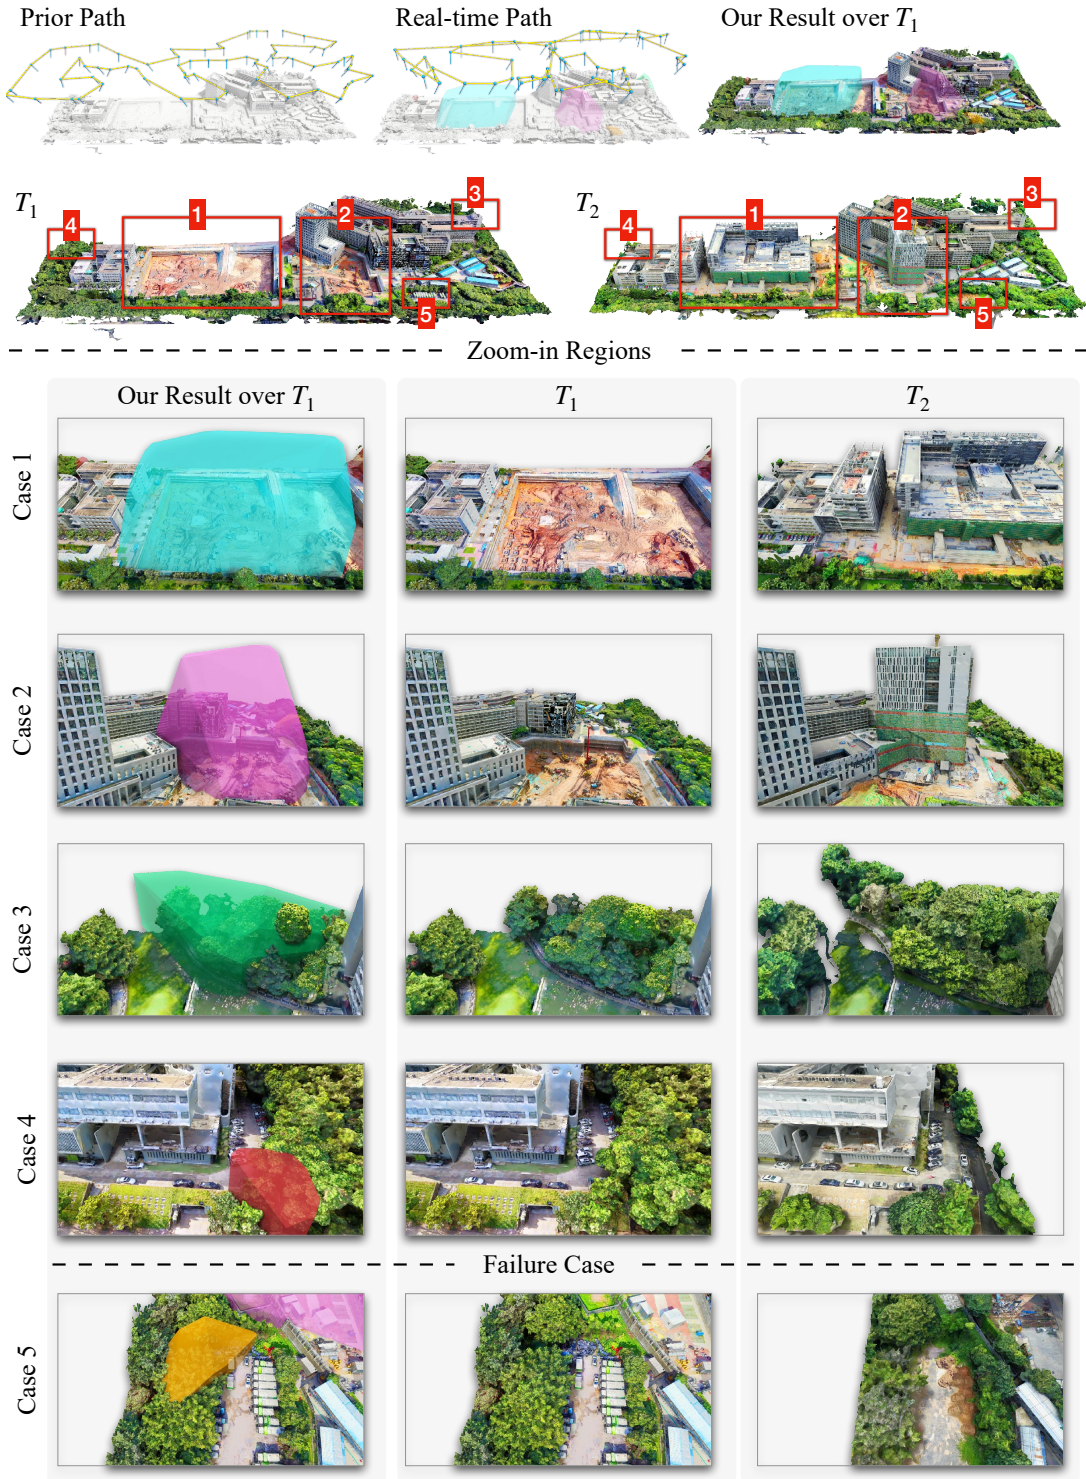 Prior Path
Real-time Path
Our Result over T₁
T₁
4
1
2
3
5
T₂
4
1
2
3
5
Zoom-in Regions
Our Result over T₁
T₁
T₂
Case 1
Case 2
Case 3
Case 4
Failure Case
Case 5